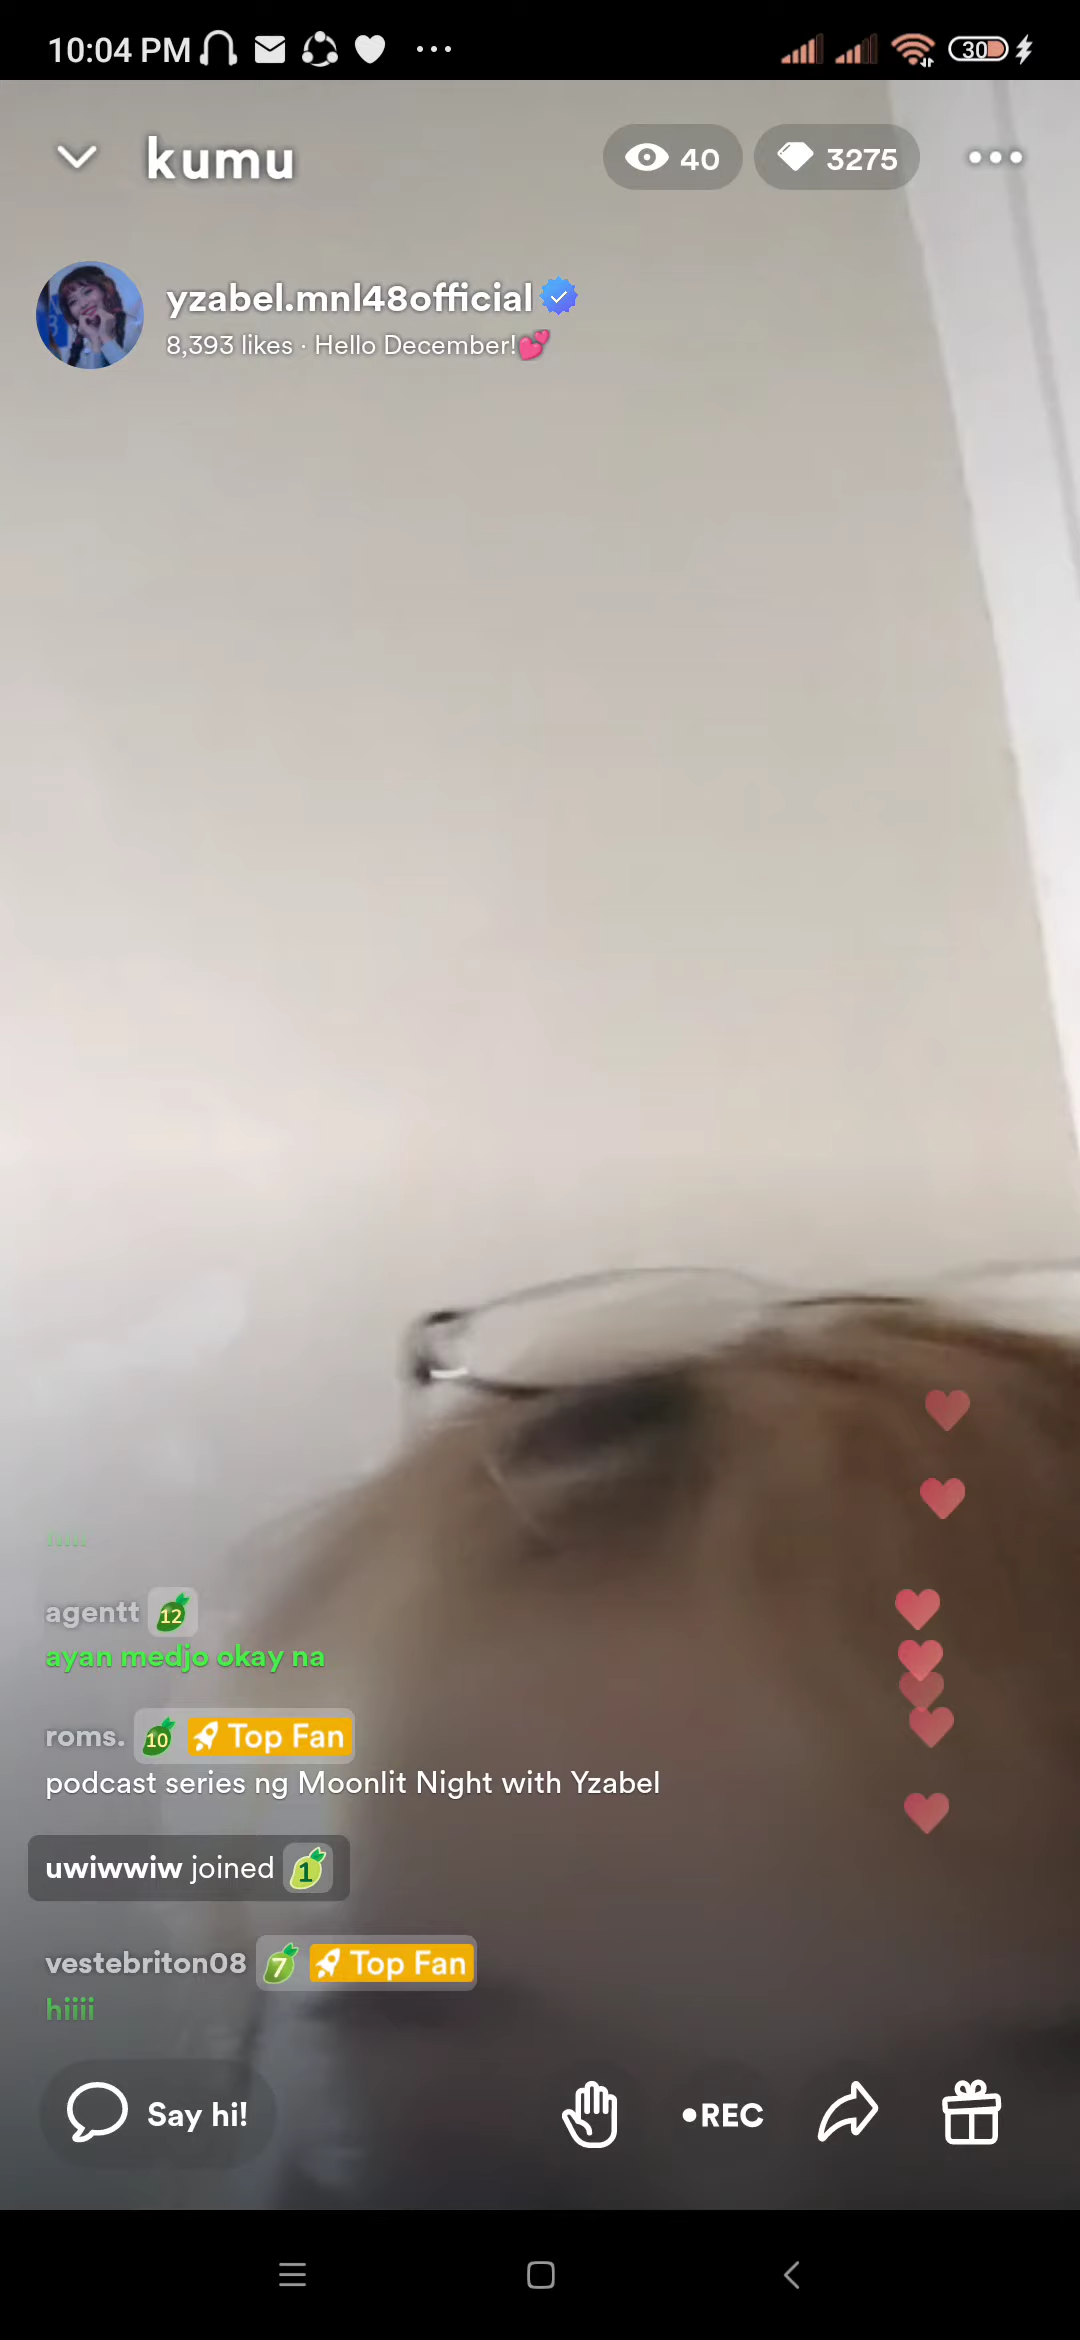 10:04 PM
30
kumu
40
3275
yzabel.mnl48official
8,393 likes · Hello December!💕
agentt 12
ayan medjo okay na
roms. 10 Top Fan
podcast series ng Moonlit Night with Yzabel
uwiwwiw joined 1
vestebriton08 7 Top Fan
hiiii
Say hi!
•REC